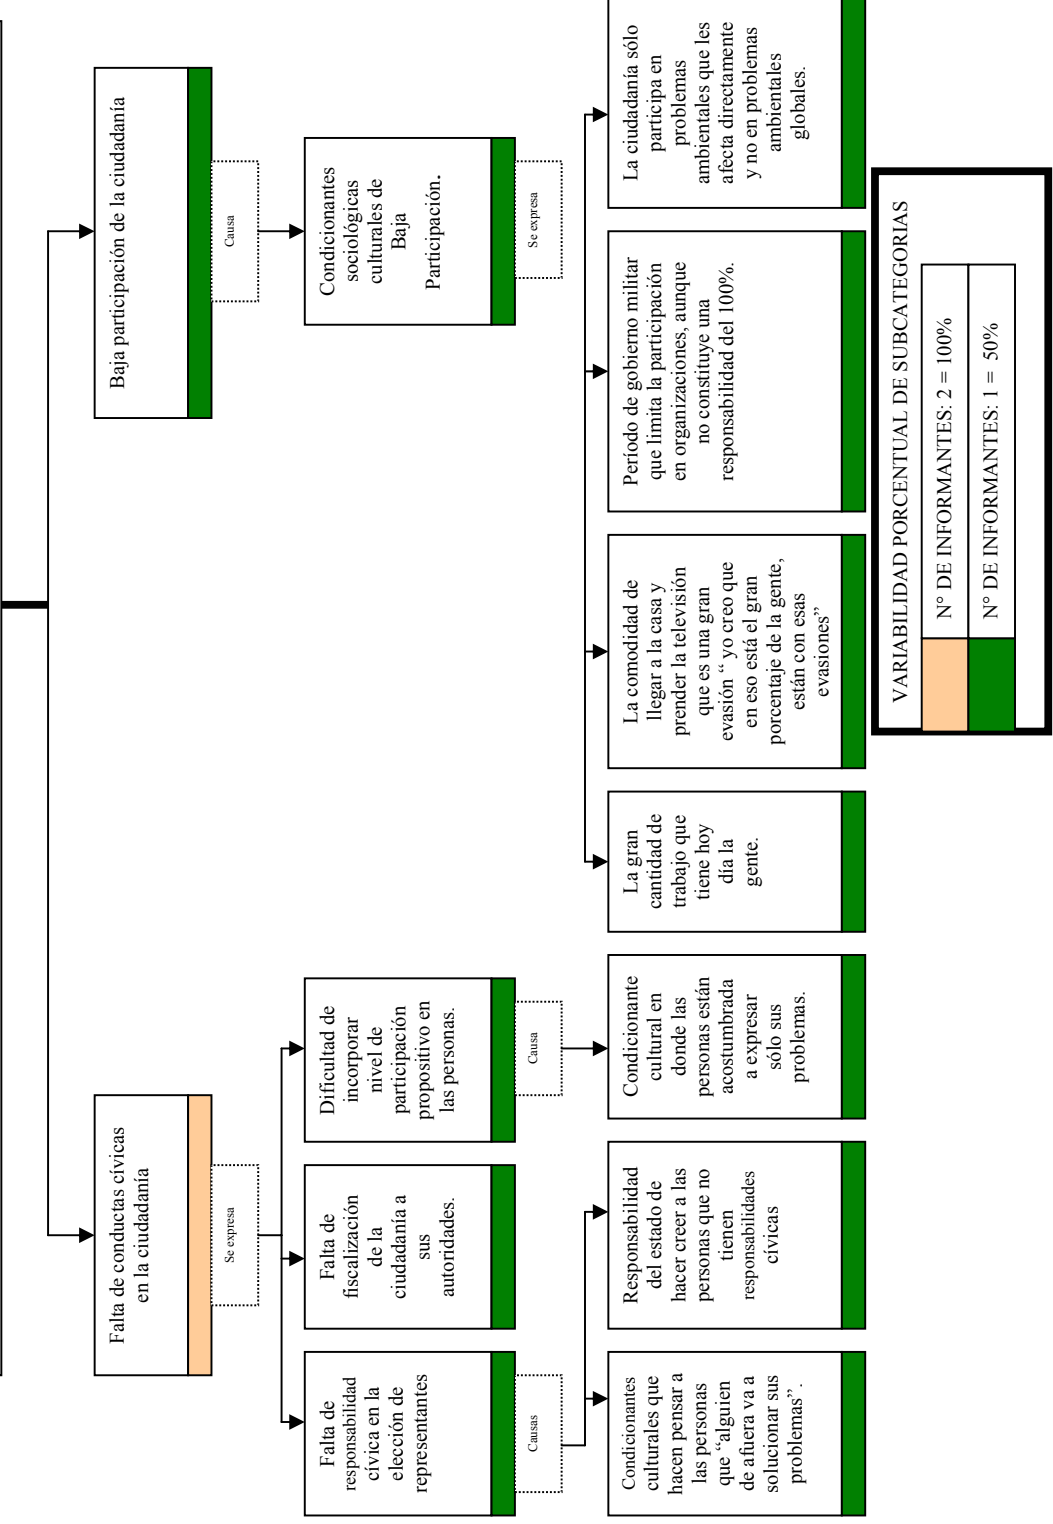 Falta de conductas cívicas
en la ciudadanía
Baja participación de la ciudadanía
Se expresa
Causa
Falta de
responsabilidad
cívica en la
elección de
representantes
Falta de
fiscalización
de la
ciudadanía a
sus
autoridades.
Dificultad de
incorporar
nivel de
participación
propositivo en
las personas.
Condicionantes
sociológicas
culturales de
Baja
Participación.
Causas
Causa
Se expresa
Condicionantes
culturales que
hacen pensar a
las personas
que “alguien
de afuera va a
solucionar sus
problemas”.
Responsabilidad
del estado de
hacer creer a las
personas que no
tienen
responsabilidades
cívicas
Condicionante
cultural en
donde las
personas están
acostumbrada
a expresar
sólo sus
problemas.
La gran
cantidad de
trabajo que
tiene hoy
día la
gente.
La comodidad de
llegar a la casa y
prender la televisión
que es una gran
evasión “ yo creo que
en eso está el gran
porcentaje de la gente,
están con esas
evasiones”
Período de gobierno militar
que limita la participación
en organizaciones, aunque
no constituye una
responsabilidad del 100%.
La ciudadanía sólo
participa en
problemas
ambientales que les
afecta directamente
y no en problemas
ambientales
globales.
VARIABILIDAD PORCENTUAL DE SUBCATEGORIAS
N° DE INFORMANTES: 2 = 100%
N° DE INFORMANTES: 1 = 50%